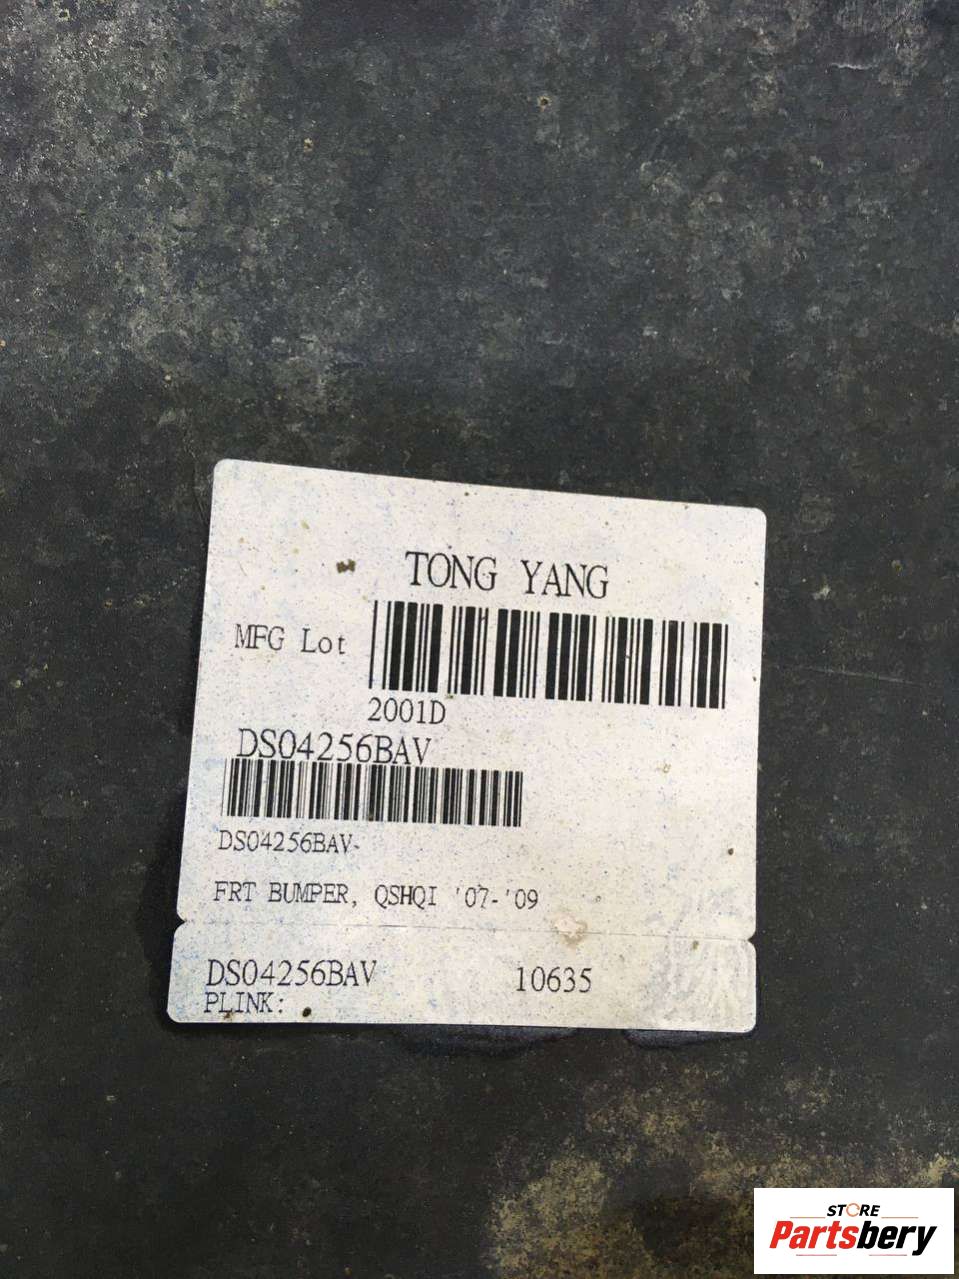 TONG YANG
MFG Lot
2001D
DS04256BAV
DS04256BAV-
FRT BUMPER, QSHQI '07-'09
DS04256BAV 10635
PLINK:
STORE
Partsbery